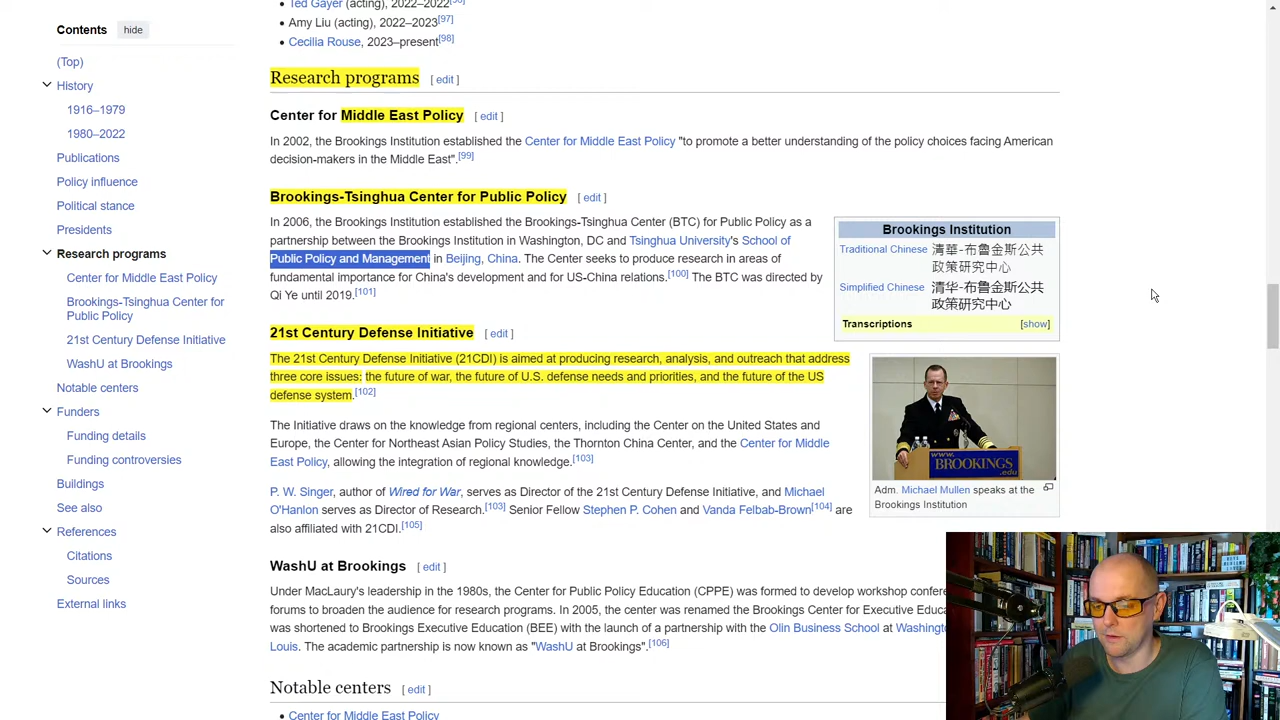 Contents hide
(Top)
History
1916–1979
1980–2022
Publications
Policy influence
Political stance
Presidents
Research programs
Center for Middle East Policy
Brookings-Tsinghua Center for
Public Policy
21st Century Defense Initiative
WashU at Brookings
Notable centers
Funders
Funding details
Funding controversies
Buildings
See also
References
Citations
Sources
External links
Ted Gayer (acting), 2022–2022
• Amy Liu (acting), 2022–2023[97]
• Cecilia Rouse, 2023–present[98]
Research programs [ edit ]
Center for Middle East Policy [ edit ]
In 2002, the Brookings Institution established the Center for Middle East Policy "to promote a better understanding of the policy choices facing American
decision-makers in the Middle East".[99]
Brookings-Tsinghua Center for Public Policy [ edit ]
In 2006, the Brookings Institution established the Brookings-Tsinghua Center (BTC) for Public Policy as a
partnership between the Brookings Institution in Washington, DC and Tsinghua University's School of
Public Policy and Management in Beijing, China. The Center seeks to produce research in areas of
fundamental importance for China's development and for US-China relations.[100] The BTC was directed by
Qi Ye until 2019.[101]
Brookings Institution
Traditional Chinese 清華-布魯金斯公共
政策研究中心
Simplified Chinese 清华-布鲁金斯公共
政策研究中心
Transcriptions [show]
21st Century Defense Initiative [ edit ]
The 21st Century Defense Initiative (21CDI) is aimed at producing research, analysis, and outreach that address
three core issues: the future of war, the future of U.S. defense needs and priorities, and the future of the US
defense system.[102]
The Initiative draws on the knowledge from regional centers, including the Center on the United States and
Europe, the Center for Northeast Asian Policy Studies, the Thornton China Center, and the Center for Middle
East Policy, allowing the integration of regional knowledge.[103]
P. W. Singer, author of Wired for War, serves as Director of the 21st Century Defense Initiative, and Michael
O'Hanlon serves as Director of Research.[103] Senior Fellow Stephen P. Cohen and Vanda Felbab-Brown[104] are
also affiliated with 21CDI.[105]
www.
BROOKINGS
.edu
Adm. Michael Mullen speaks at the
Brookings Institution
WashU at Brookings [ edit ]
Under MacLaury's leadership in the 1980s, the Center for Public Policy Education (CPPE) was formed to develop workshop
forums to broaden the audience for research programs. In 2005, the center was renamed the Brookings Center for Executive
was shortened to Brookings Executive Education (BEE) with the launch of a partnership with the Olin Business School at
Louis. The academic partnership is now known as "WashU at Brookings".[106]
Notable centers [ edit ]
• Center for Middle East Policy